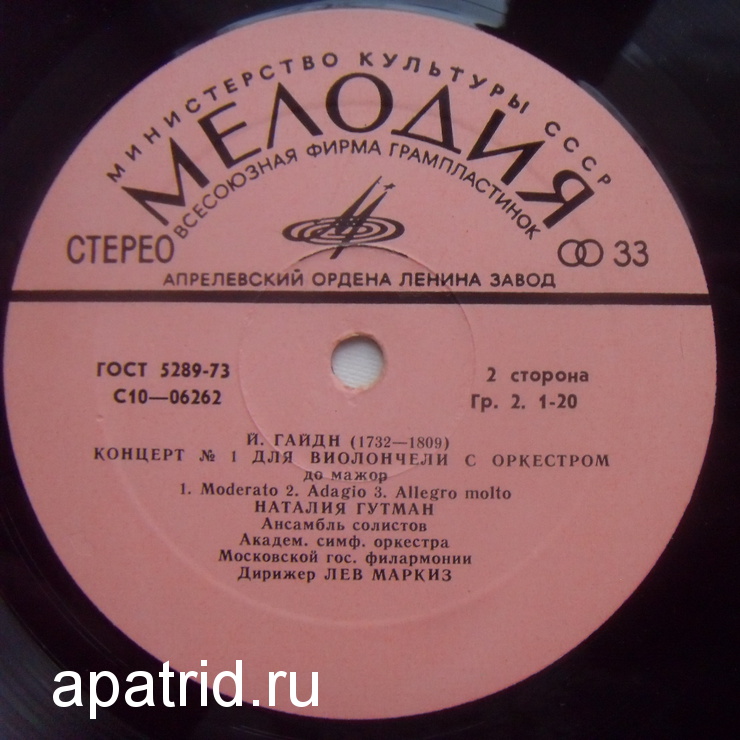 МИНИСТЕРСТВО КУЛЬТУРЫ СССР
МЕЛОДИЯ
ВСЕСОЮЗНАЯ ФИРМА ГРАМПЛАСТИНОК
СТЕРЕО 33
АПРЕЛЕВСКИЙ ОРДЕНА ЛЕНИНА ЗАВОД
ГОСТ 5289-73
С10—06262
2 сторона
Гр. 2. 1-20
Й. ГАЙДН (1732—1809)
КОНЦЕРТ № 1 ДЛЯ ВИОЛОНЧЕЛИ С ОРКЕСТРОМ
до мажор
1. Moderato 2. Adagio 3. Allegro molto
НАТАЛИЯ ГУТМАН
Ансамбль солистов
Академ. симф. оркестра
Московской гос. филармонии
Дирижер ЛЕВ МАРКИЗ
apatrid.ru